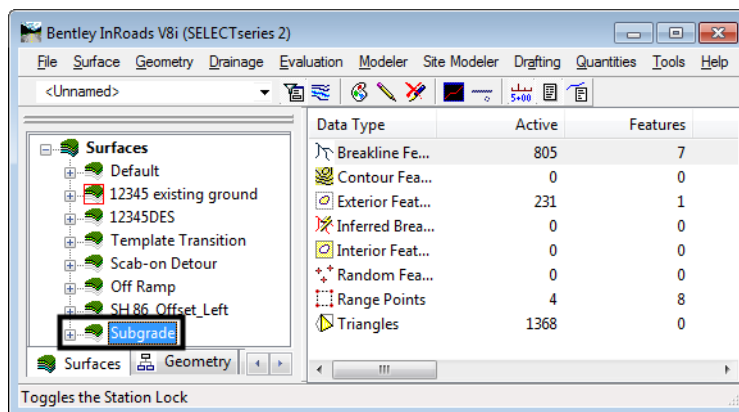 Bentley InRoads V8i (SELECTseries 2)
File Surface Geometry Drainage Evaluation Modeler Site Modeler Drafting Quantities Tools Help
<Unnamed>
5+00
Surfaces
Default
12345 existing ground
12345DES
Template Transition
Scab-on Detour
Off Ramp
SH 86_Offset_Left
Subgrade
Surfaces Geometry
Data Type Active Features
Breakline Fe... 805 7
Contour Fea... 0 0
Exterior Feat... 231 1
Inferred Brea... 0 0
Interior Feat... 0 0
Random Fea... 0 0
Range Points 4 8
Triangles 1368 0
Toggles the Station Lock